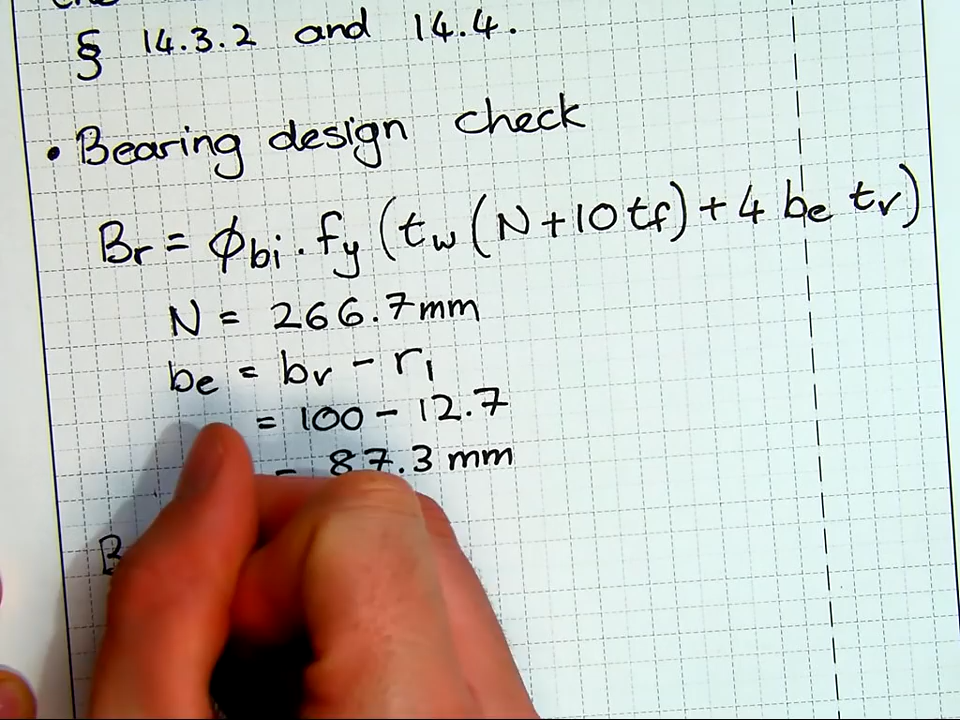 § 14.3.2 and 14.4.
• Bearing design check
Br = ϕbi · fy (tw (N + 10 tf) + 4 be tr)
N = 266.7 mm
be = br - r1
= 100 - 12.7
= 87.3 mm
B